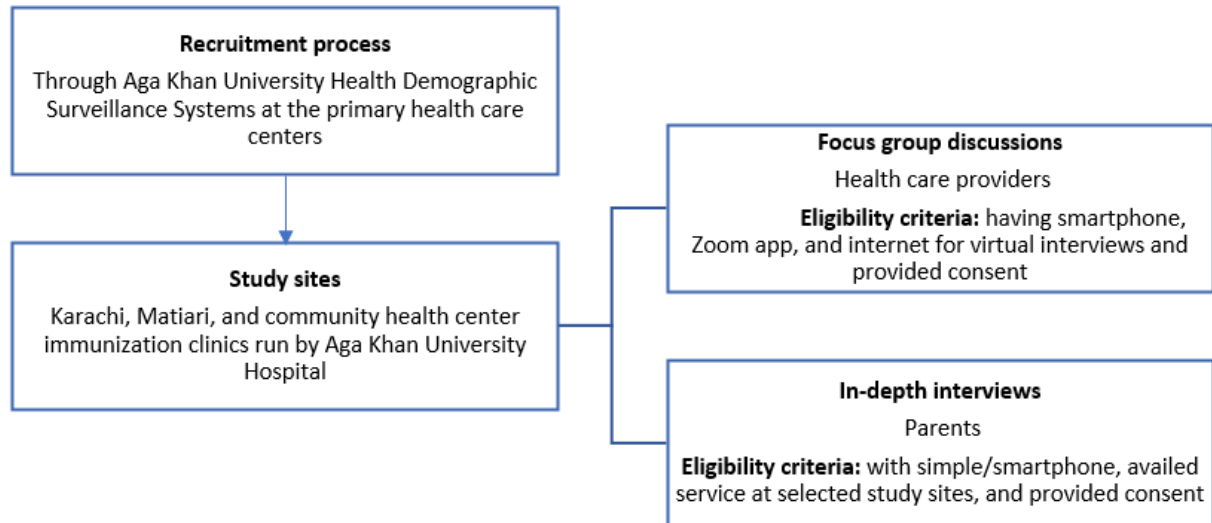 Recruitment process
Through Aga Khan University Health Demographic
Surveillance Systems at the primary health care
centers
Study sites
Karachi, Matiari, and community health center
immunization clinics run by Aga Khan University
Hospital
Focus group discussions
Health care providers
Eligibility criteria: having smartphone,
Zoom app, and internet for virtual interviews and
provided consent
In-depth interviews
Parents
Eligibility criteria: with simple/smartphone, availed
service at selected study sites, and provided consent